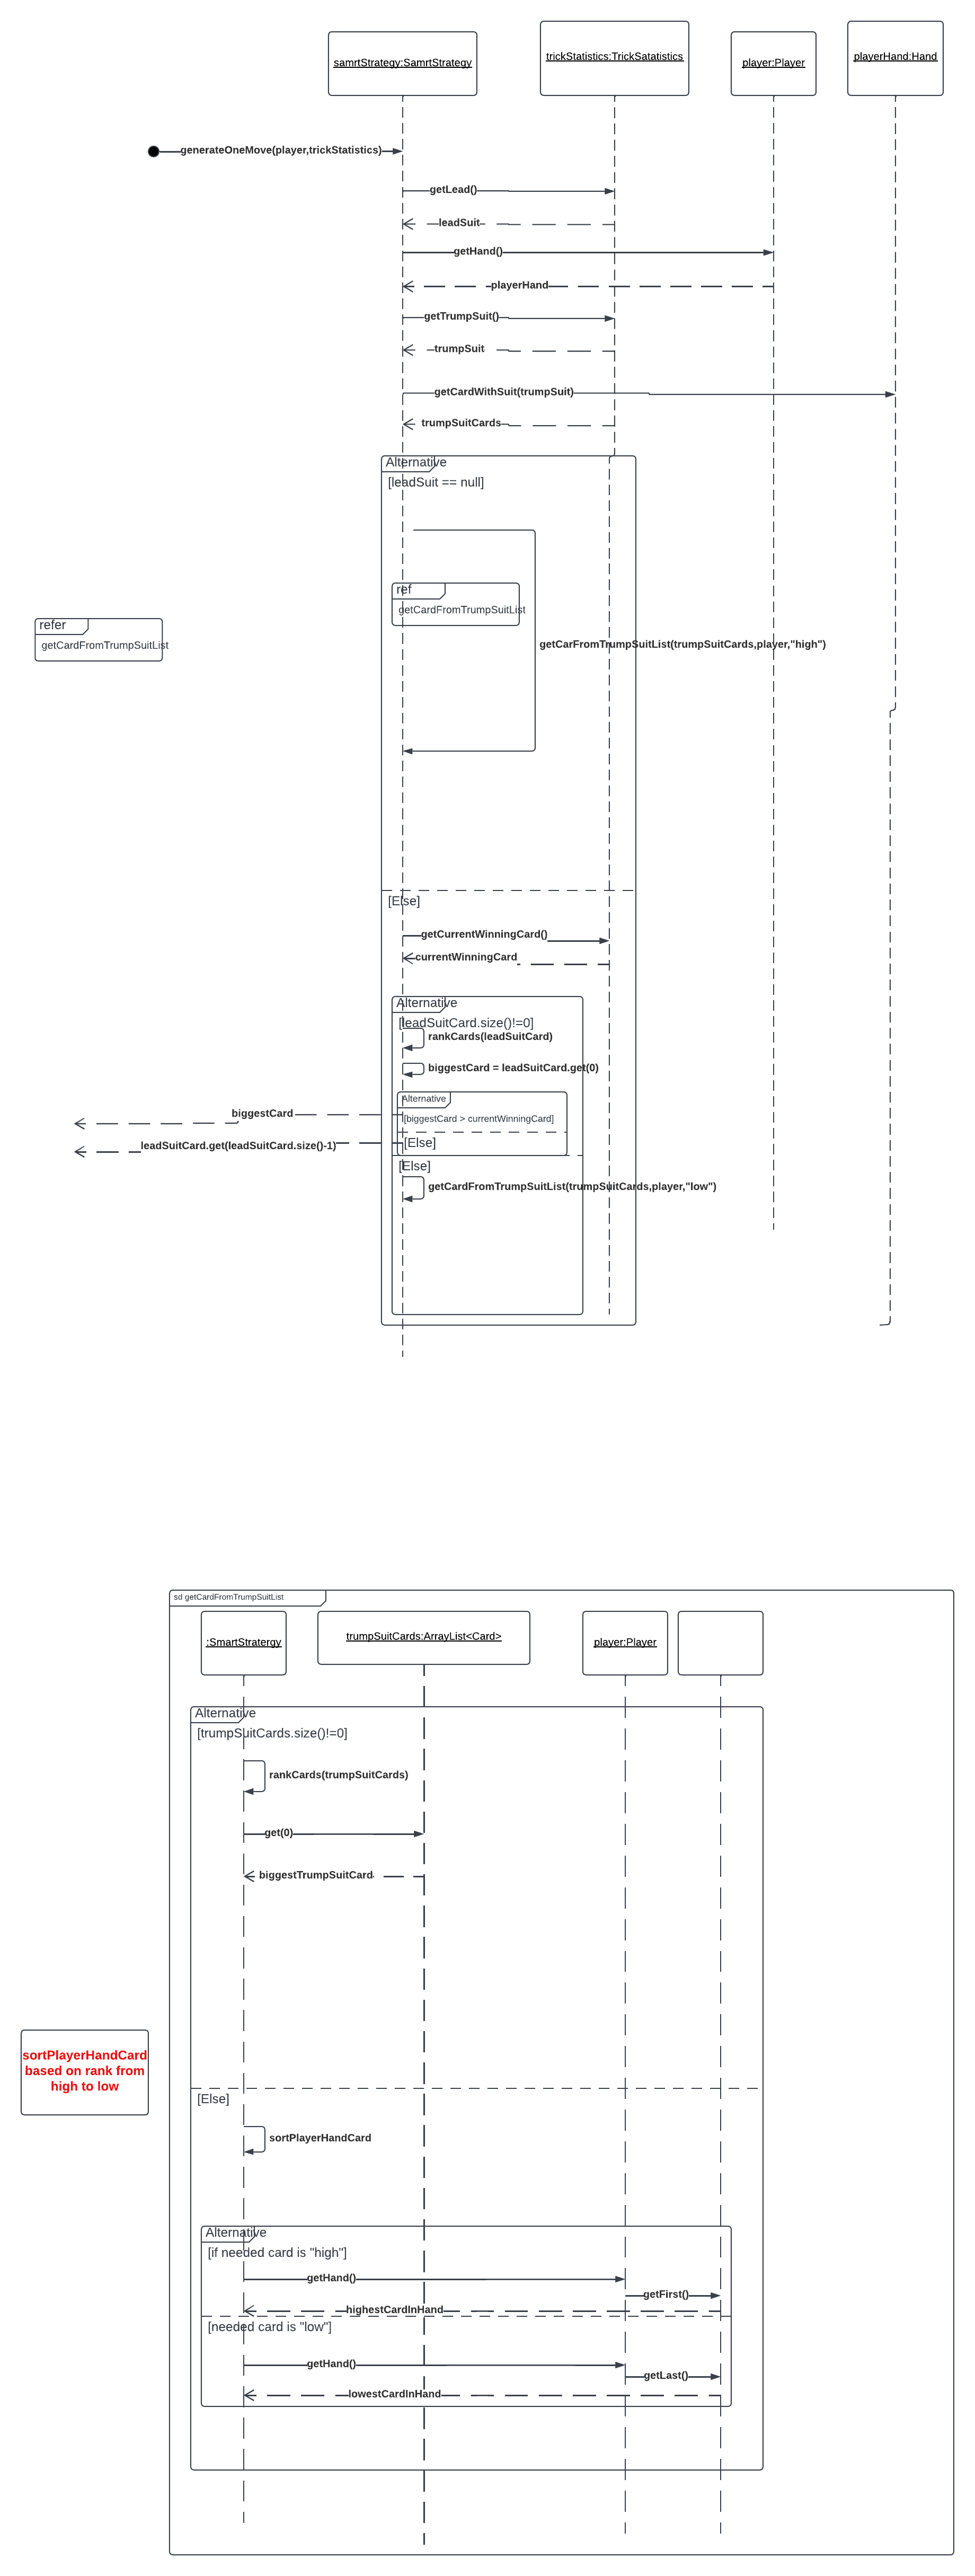 samrtStrategy:SamrtStrategy
trickStatistics:TrickSatatistics
player:Player
playerHand:Hand
generateOneMove(player,trickStatistics)
getLead()
leadSuit
getHand()
playerHand
getTrumpSuit()
trumpSuit
getCardWithSuit(trumpSuit)
trumpSuitCards
Alternative
[leadSuit == null]
ref
getCardFromTrumpSuitList
refer
getCardFromTrumpSuitList
getCarFromTrumpSuitList(trumpSuitCards,player,"high")
[Else]
getCurrentWinningCard()
currentWinningCard
Alternative
[leadSuitCard.size()!=0]
rankCards(leadSuitCard)
biggestCard = leadSuitCard.get(0)
Alternative
biggestCard
[biggestCard > currentWinningCard]
leadSuitCard.get(leadSuitCard.size()-1)
[Else]
[Else]
getCardFromTrumpSuitList(trumpSuitCards,player,"low")
sd getCardFromTrumpSuitList
:SmartStratergy
trumpSuitCards:ArrayList<Card>
player:Player
Alternative
[trumpSuitCards.size()!=0]
rankCards(trumpSuitCards)
get(0)
biggestTrumpSuitCard
sortPlayerHandCard
based on rank from
high to low
[Else]
sortPlayerHandCard
Alternative
[if needed card is "high"]
getHand()
getFirst()
highestCardInHand
[needed card is "low"]
getHand()
getLast()
lowestCardInHand